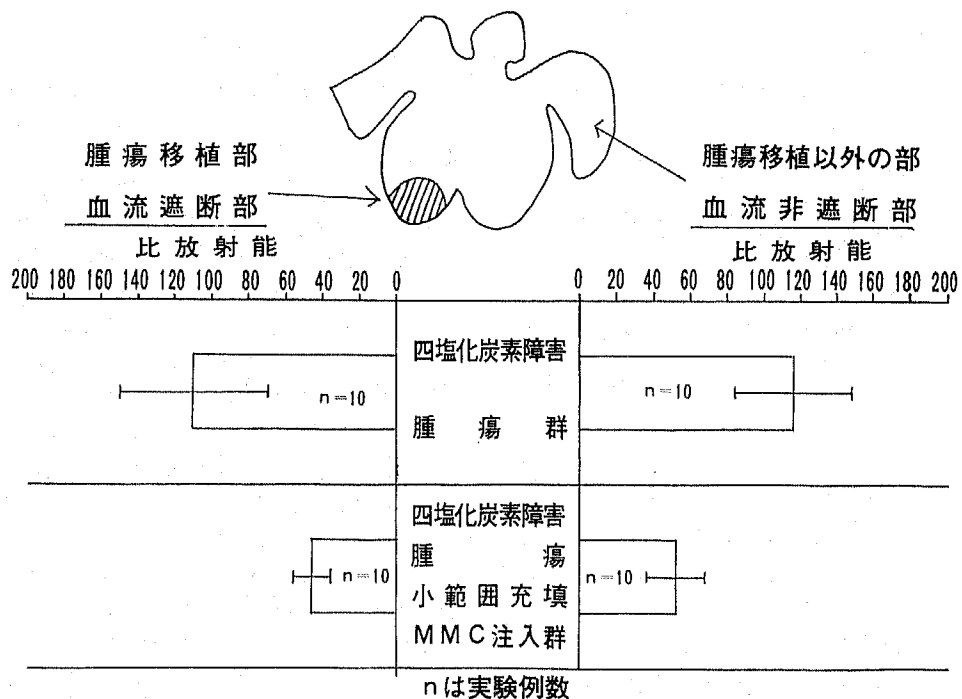 腫瘍移植部
血流遮断部
比放射能
腫瘍移植以外の部
血流非遮断部
比放射能
200 180 160 140 120 100 80 60 40 20 0
0 20 40 60 80 100 120 140 160 180 200
四塩化炭素障害
腫瘍群
n=10
n=10
四塩化炭素障害
腫瘍
小範囲充填
MMC注入群
n=10
n=10
nは実験例数